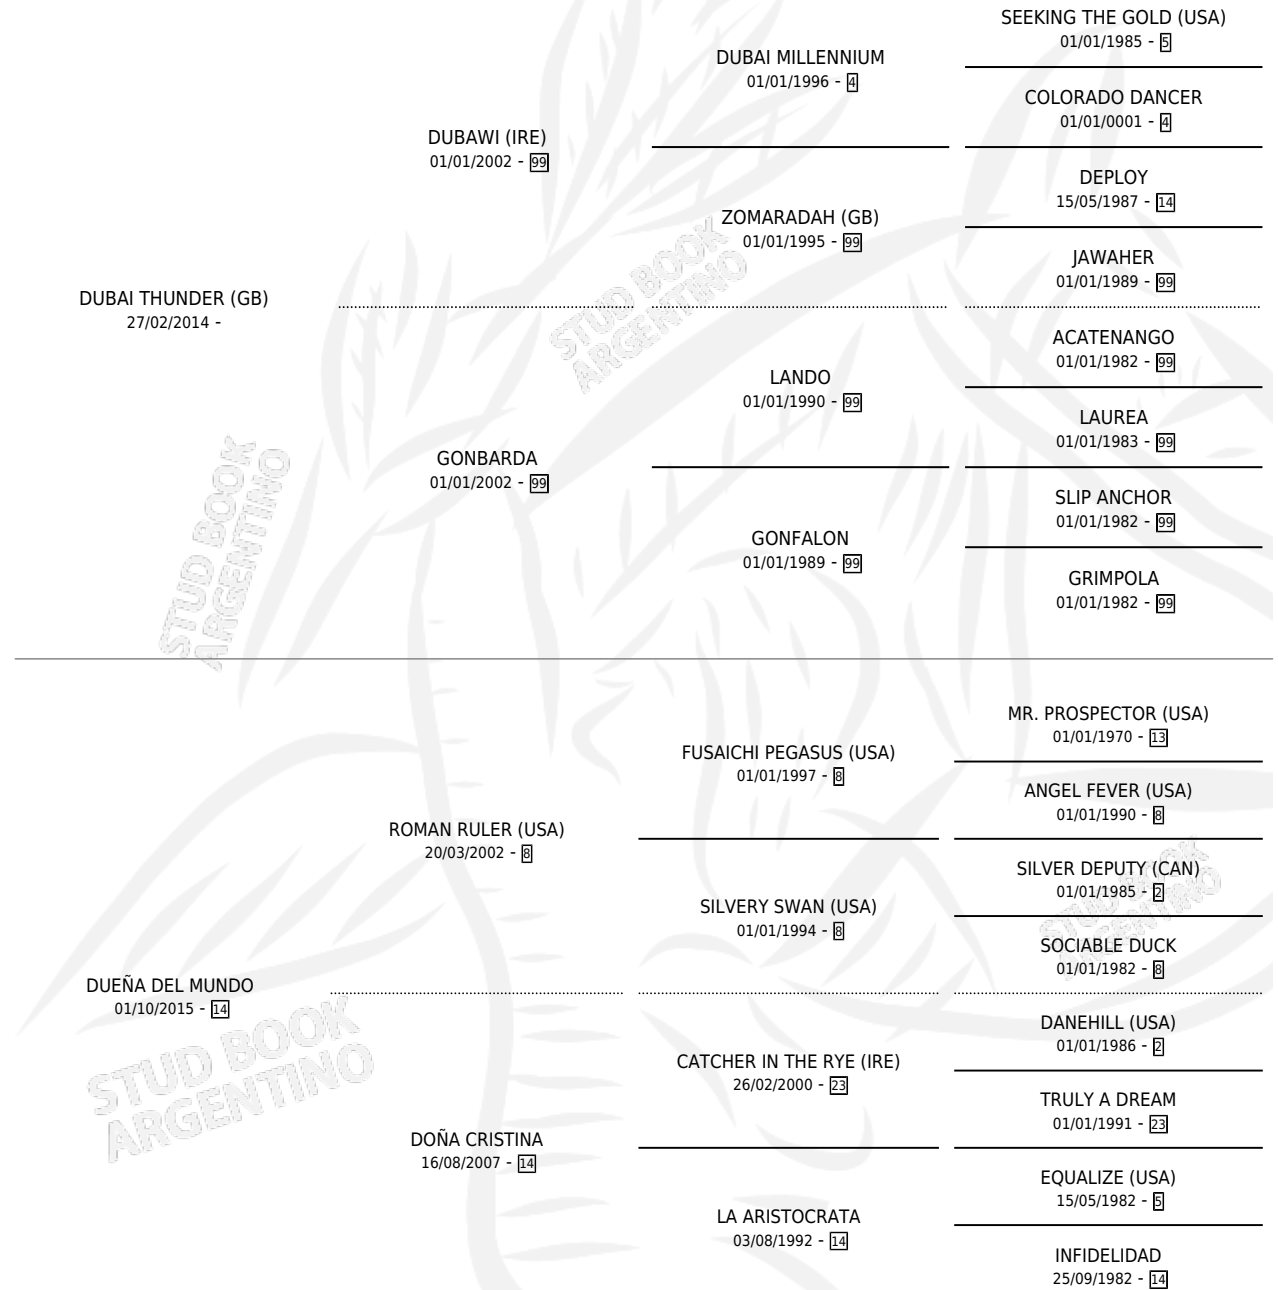 SEEKING THE GOLD (USA)
01/01/1985 - 5
DUBAI MILLENNIUM
01/01/1996 - 4
COLORADO DANCER
01/01/0001 - 4
DUBAWI (IRE)
01/01/2002 - 99
DEPLOY
15/05/1987 - 14
ZOMARADAH (GB)
01/01/1995 - 99
JAWAHER
01/01/1989 - 99
DUBAI THUNDER (GB)
27/02/2014 -
ACATENANGO
01/01/1982 - 99
LANDO
01/01/1990 - 99
LAUREA
01/01/1983 - 99
GONBARDA
01/01/2002 - 99
SLIP ANCHOR
01/01/1982 - 99
GONFALON
01/01/1989 - 99
GRIMPOLA
01/01/1982 - 99
MR. PROSPECTOR (USA)
01/01/1970 - 13
FUSAICHI PEGASUS (USA)
01/01/1997 - 8
ANGEL FEVER (USA)
01/01/1990 - 8
ROMAN RULER (USA)
20/03/2002 - 8
SILVER DEPUTY (CAN)
01/01/1985 - 2
SILVERY SWAN (USA)
01/01/1994 - 8
SOCIABLE DUCK
01/01/1982 - 8
DUEÑA DEL MUNDO
01/10/2015 - 14
DANEHILL (USA)
01/01/1986 - 2
CATCHER IN THE RYE (IRE)
26/02/2000 - 23
TRULY A DREAM
01/01/1991 - 23
DOÑA CRISTINA
16/08/2007 - 14
EQUALIZE (USA)
15/05/1982 - 5
LA ARISTOCRATA
03/08/1992 - 14
INFIDELIDAD
25/09/1982 - 14
STUD BOOK
ARGENTINO
STUD BOOK
ARGENTINO
STUD BOOK
ARGENTINO
STUD BOOK
ARGENTINO